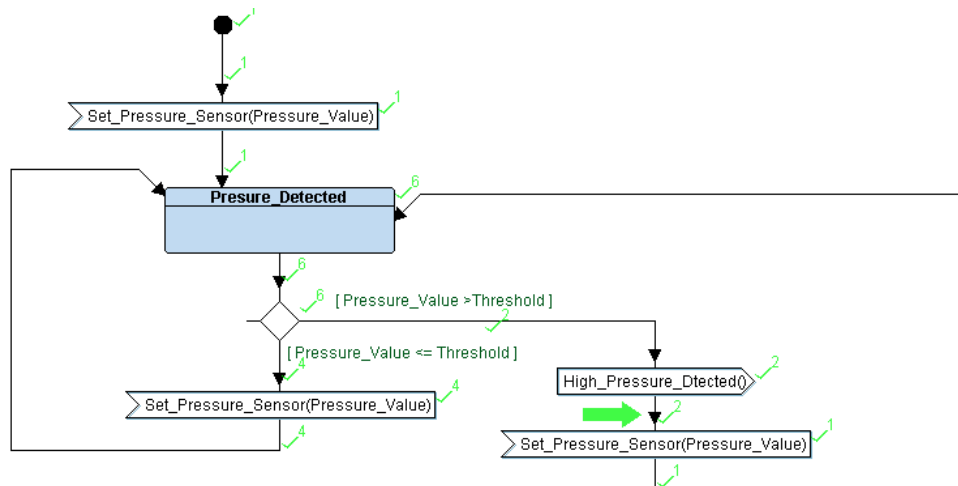 1
1
Set_Pressure_Sensor(Pressure_Value) 1
1
Presure_Detected 6
6
6 [ Pressure_Value >Threshold ]
2
[ Pressure_Value <= Threshold ]
4
Set_Pressure_Sensor(Pressure_Value) 4
4
High_Pressure_Dtected() 2
2
Set_Pressure_Sensor(Pressure_Value) 1
1